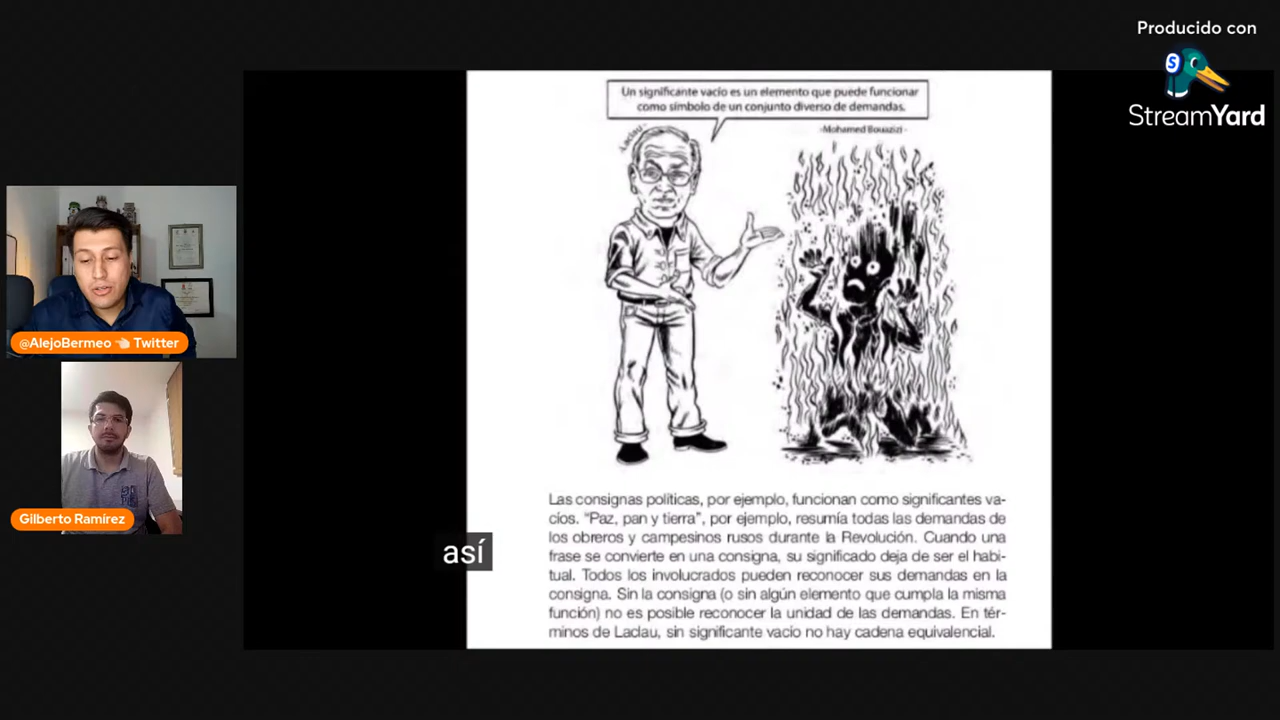 Producido con
StreamYard
Un significante vacío es un elemento que puede funcionar
como símbolo de un conjunto diverso de demandas.
-Laclau-
-Mohamed Bouazizi-
@AlejoBermeo 👈🏻 Twitter
Gilberto Ramírez
así
Las consignas políticas, por ejemplo, funcionan como significantes va-
cíos. "Paz, pan y tierra", por ejemplo, resumía todas las demandas de
los obreros y campesinos rusos durante la Revolución. Cuando una
frase se convierte en una consigna, su significado deja de ser el habi-
tual. Todos los involucrados pueden reconocer sus demandas en la
consigna. Sin la consigna (o sin algún elemento que cumpla la misma
función) no es posible reconocer la unidad de las demandas. En tér-
minos de Laclau, sin significante vacío no hay cadena equivalencial.